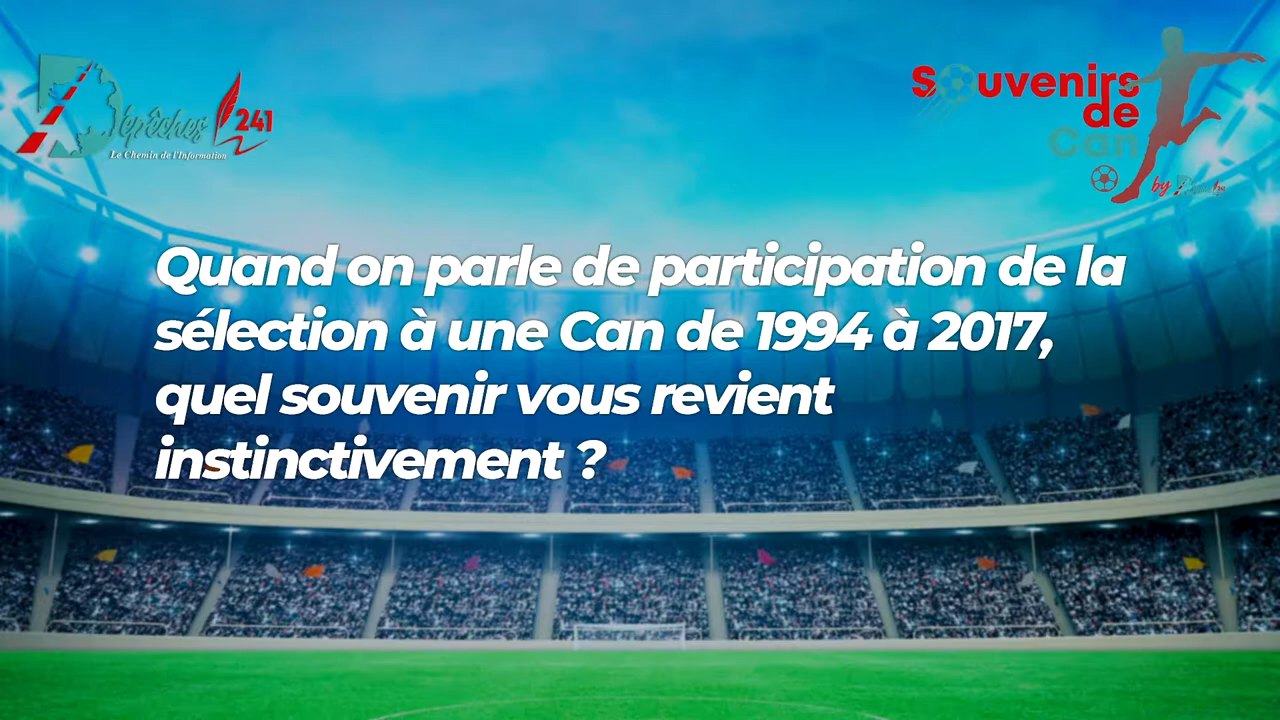 Dépêches 241
Le Chemin de l'Information
Souvenirs
de
Can
by
Quand on parle de participation de la
sélection à une Can de 1994 à 2017,
quel souvenir vous revient
instinctivement ?